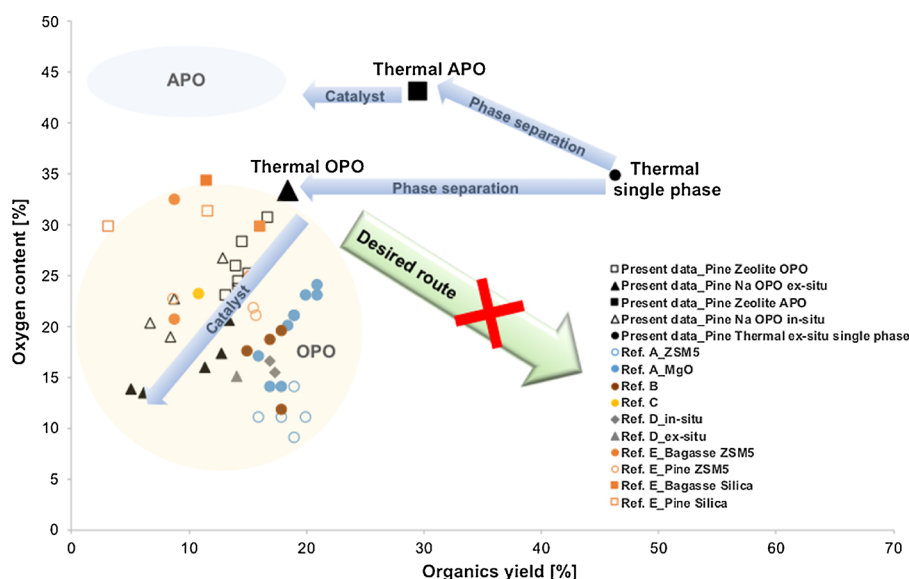 50
45
40
35
30
25
20
15
10
5
0
Oxygen content [%]
0 10 20 30 40 50 60 70
Organics yield [%]
APO
Thermal APO
Catalyst
Phase separation
Thermal OPO
Phase separation
Thermal
single phase
Catalyst
OPO
Desired route
Present data_Pine Zeolite OPO
Present data_Pine Na OPO ex-situ
Present data_Pine Zeolite APO
Present data_Pine Na OPO in-situ
Present data_Pine Thermal ex-situ single phase
Ref. A_ZSM5
Ref. A_MgO
Ref. B
Ref. C
Ref. D_in-situ
Ref. D_ex-situ
Ref. E_Bagasse ZSM5
Ref. E_Pine ZSM5
Ref. E_Bagasse Silica
Ref. E_Pine Silica